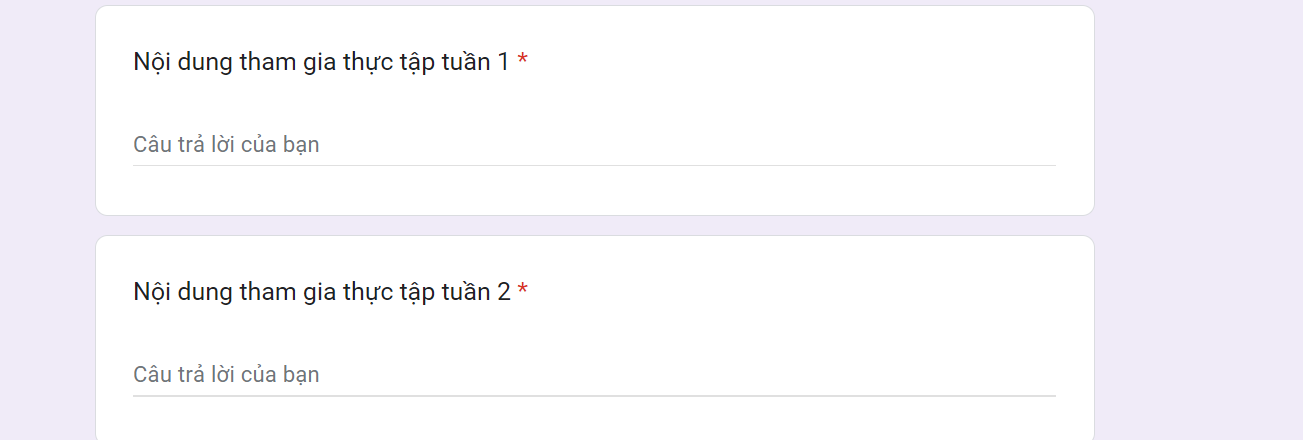 Nội dung tham gia thực tập tuần 1 *
Câu trả lời của bạn
Nội dung tham gia thực tập tuần 2 *
Câu trả lời của bạn